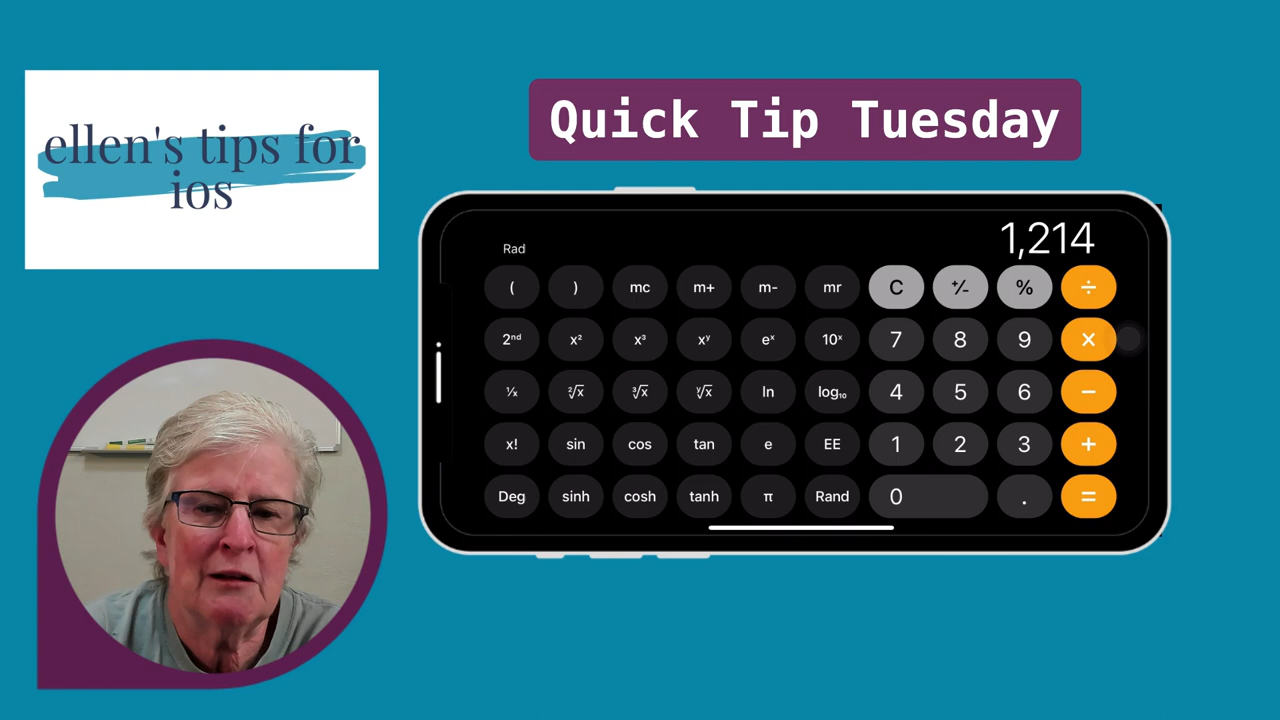 ellen's tips for
ios
Quick Tip Tuesday
1,214
Rad
( ) mc m+ m- mr C +/- % ÷
2ⁿᵈ x² x³ xʸ eˣ 10ˣ 7 8 9 ×
¹/x ²√x ³√x ʸ√x ln log₁₀ 4 5 6 −
x! sin cos tan e EE 1 2 3 +
Deg sinh cosh tanh π Rand 0 . =